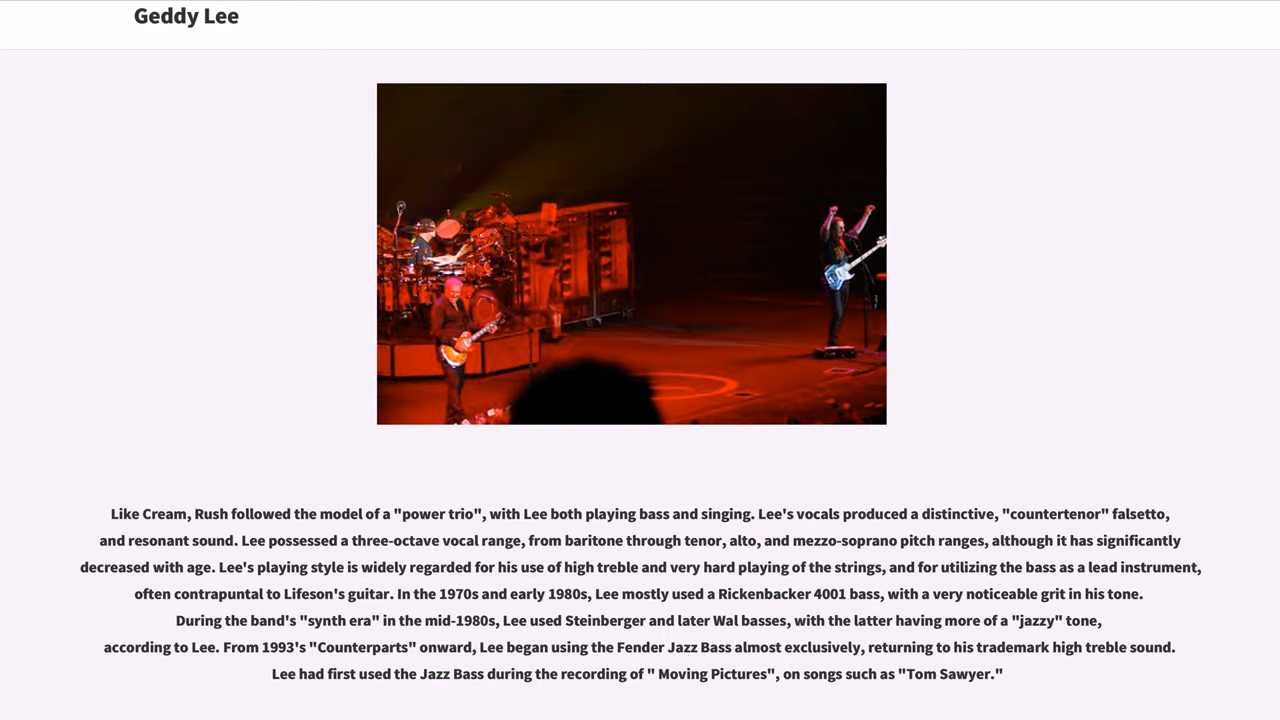 Geddy Lee
Like Cream, Rush followed the model of a "power trio", with Lee both playing bass and singing. Lee's vocals produced a distinctive, "countertenor" falsetto,
and resonant sound. Lee possessed a three-octave vocal range, from baritone through tenor, alto, and mezzo-soprano pitch ranges, although it has significantly
decreased with age. Lee's playing style is widely regarded for his use of high treble and very hard playing of the strings, and for utilizing the bass as a lead instrument,
often contrapuntal to Lifeson's guitar. In the 1970s and early 1980s, Lee mostly used a Rickenbacker 4001 bass, with a very noticeable grit in his tone.
During the band's "synth era" in the mid-1980s, Lee used Steinberger and later Wal basses, with the latter having more of a "jazzy" tone,
according to Lee. From 1993's "Counterparts" onward, Lee began using the Fender Jazz Bass almost exclusively, returning to his trademark high treble sound.
Lee had first used the Jazz Bass during the recording of " Moving Pictures", on songs such as "Tom Sawyer."